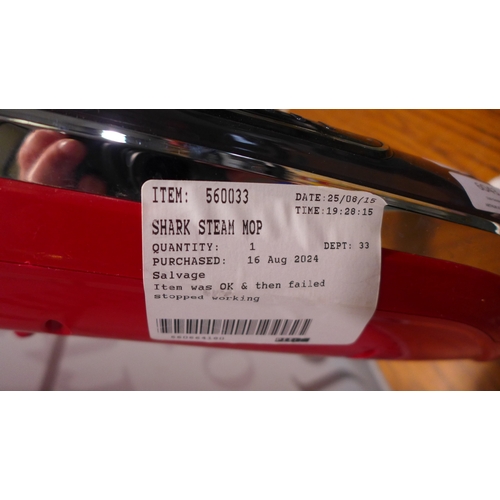 ITEM: 560033
DATE:25/06/15
TIME:19:28:15
SHARK STEAM MOP
QUANTITY: 1 DEPT: 33
PURCHASED: 16 Aug 2024
Salvage
Item was OK & then failed
stopped working